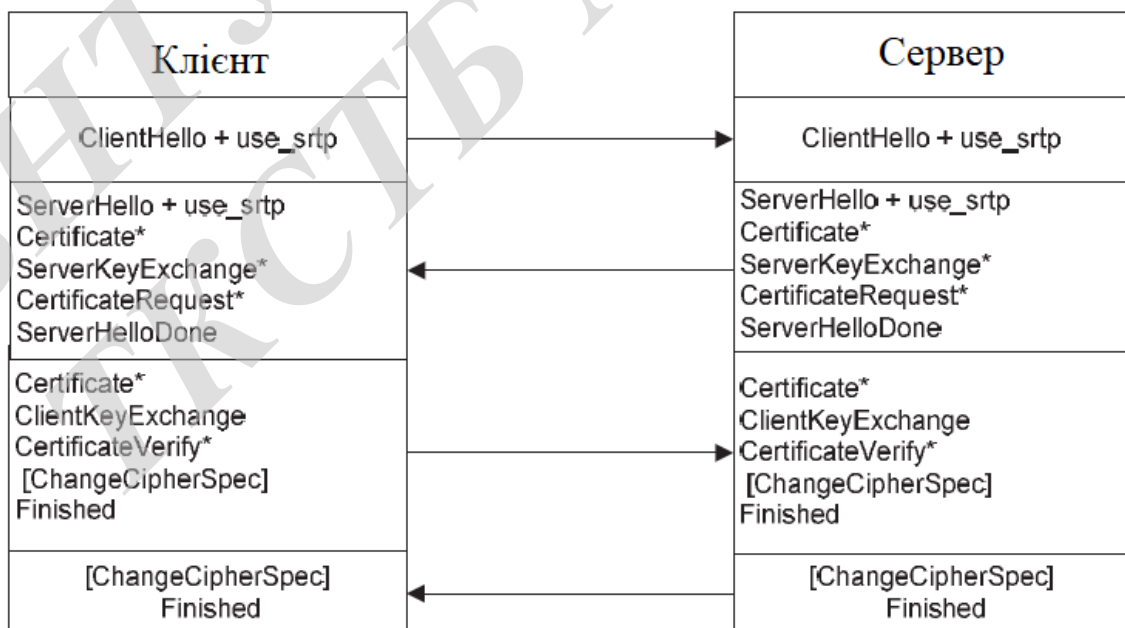 Клієнт
Сервер
ClientHello + use_srtp
ClientHello + use_srtp
ServerHello + use_srtp
Certificate*
ServerKeyExchange*
CertificateRequest*
ServerHelloDone
ServerHello + use_srtp
Certificate*
ServerKeyExchange*
CertificateRequest*
ServerHelloDone
Certificate*
ClientKeyExchange
CertificateVerify*
[ChangeCipherSpec]
Finished
Certificate*
ClientKeyExchange
CertificateVerify*
[ChangeCipherSpec]
Finished
[ChangeCipherSpec]
Finished
[ChangeCipherSpec]
Finished
ТКСТБ